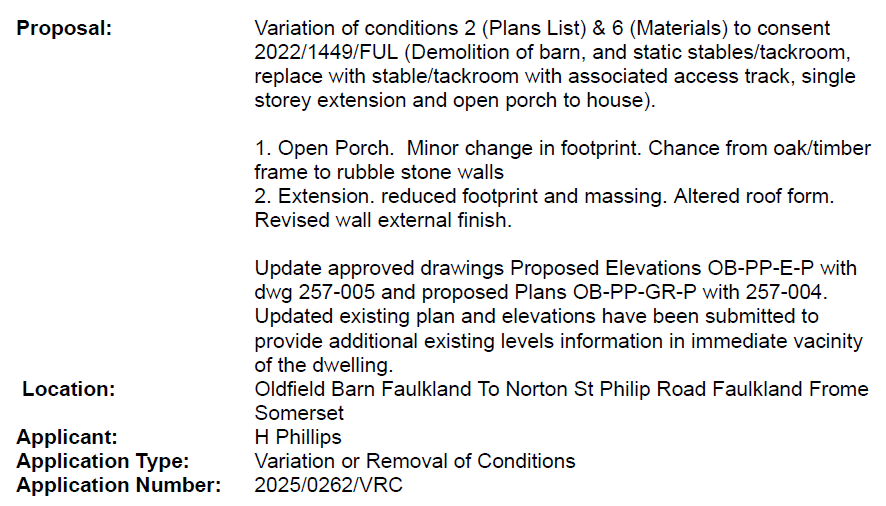 Proposal: Variation of conditions 2 (Plans List) & 6 (Materials) to consent
2022/1449/FUL (Demolition of barn, and static stables/tackroom,
replace with stable/tackroom with associated access track, single
storey extension and open porch to house).
1. Open Porch.  Minor change in footprint. Chance from oak/timber
frame to rubble stone walls
2. Extension. reduced footprint and massing. Altered roof form.
Revised wall external finish.
Update approved drawings Proposed Elevations OB-PP-E-P with
dwg 257-005 and proposed Plans OB-PP-GR-P with 257-004.
Updated existing plan and elevations have been submitted to
provide additional existing levels information in immediate vacinity
of the dwelling.
Location: Oldfield Barn Faulkland To Norton St Philip Road Faulkland Frome
Somerset
Applicant: H Phillips
Application Type: Variation or Removal of Conditions
Application Number: 2025/0262/VRC